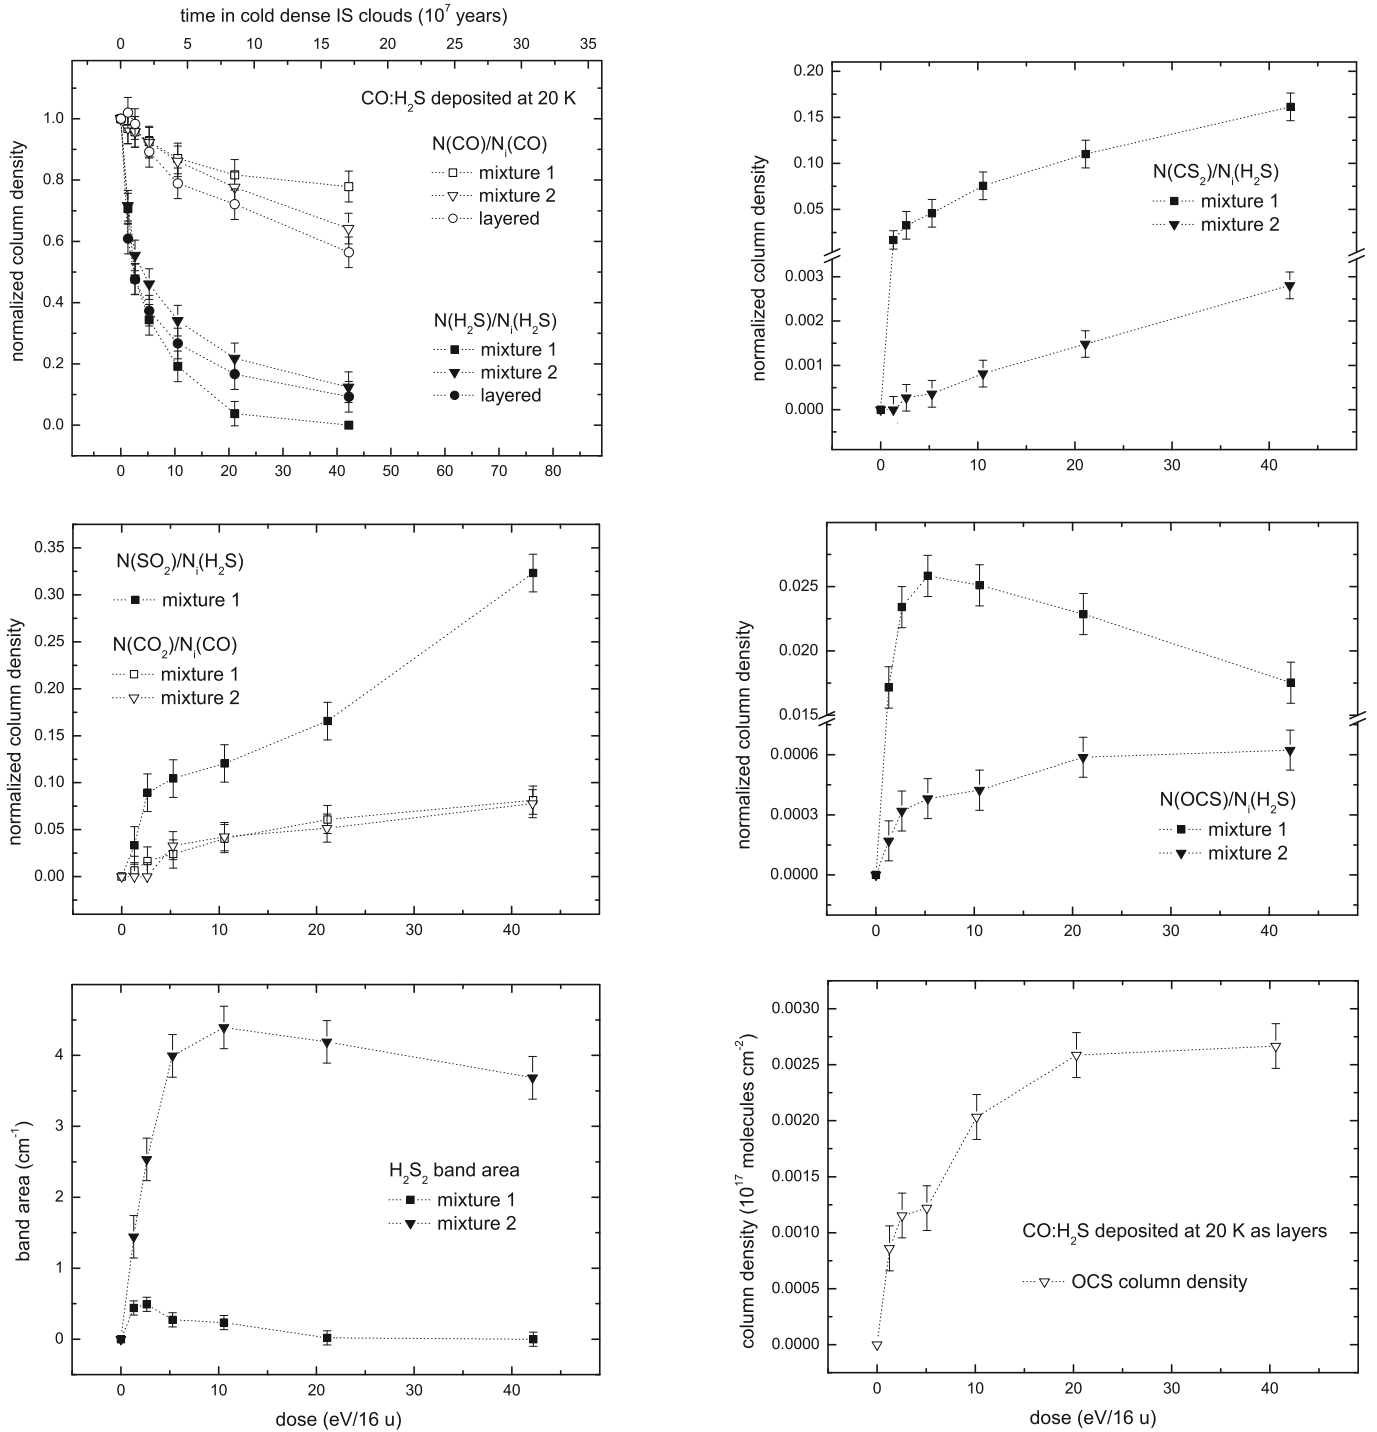 time in cold dense IS clouds (10⁷ years)
0 5 10 15 20 25 30 35
CO:H₂S deposited at 20 K
N(CO)/Nᵢ(CO)
mixture 1
mixture 2
layered
N(H₂S)/Nᵢ(H₂S)
mixture 1
mixture 2
layered
normalized column density
1.0
0.8
0.6
0.4
0.2
0.0
0 10 20 30 40 50 60 70 80
0.20
0.15
0.10
0.05
0.003
0.002
0.001
0.000
normalized column density
N(CS₂)/Nᵢ(H₂S)
mixture 1
mixture 2
0 10 20 30 40
N(SO₂)/Nᵢ(H₂S)
mixture 1
N(CO₂)/Nᵢ(CO)
mixture 1
mixture 2
normalized column density
0.35
0.30
0.25
0.20
0.15
0.10
0.05
0.00
0 10 20 30 40
0.025
0.020
0.015
0.0006
0.0003
0.0000
normalized column density
N(OCS)/Nᵢ(H₂S)
mixture 1
mixture 2
0 10 20 30 40
band area (cm⁻¹)
4
3
2
1
0
H₂S₂ band area
mixture 1
mixture 2
0 10 20 30 40
dose (eV/16 u)
column density (10¹⁷ molecules cm⁻²)
0.0030
0.0025
0.0020
0.0015
0.0010
0.0005
0.0000
CO:H₂S deposited at 20 K as layers
OCS column density
0 10 20 30 40
dose (eV/16 u)